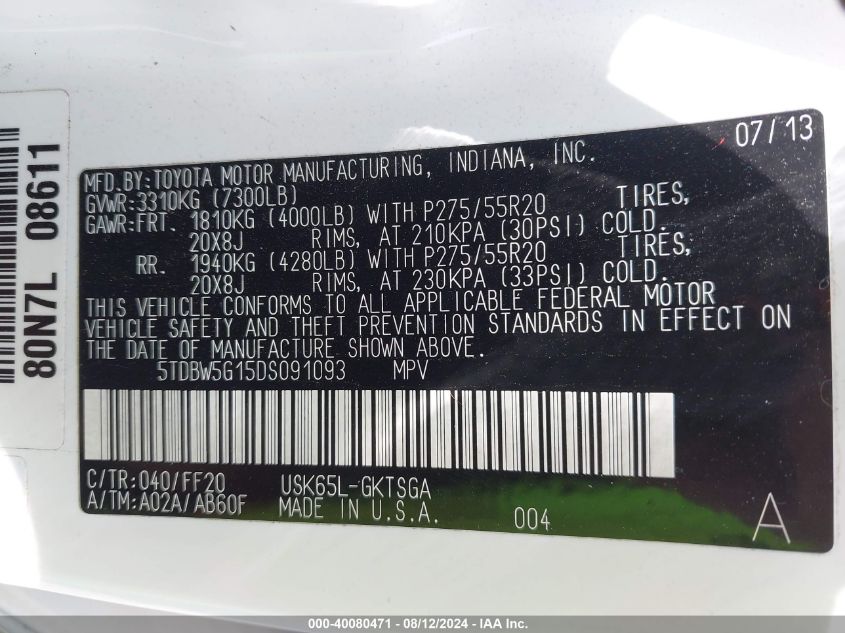 80N7L 08611
07/13
MFD.BY:TOYOTA MOTOR MANUFACTURING, INDIANA, INC.
GVWR:3310KG (7300LB)
GAWR:FRT. 1810KG (4000LB) WITH P275/55R20 TIRES,
20X8J RIMS, AT 210KPA (30PSI) COLD.
RR. 1940KG (4280LB) WITH P275/55R20 TIRES,
20X8J RIMS, AT 230KPA (33PSI) COLD.
THIS VEHICLE CONFORMS TO ALL APPLICABLE FEDERAL MOTOR
VEHICLE SAFETY AND THEFT PREVENTION STANDARDS IN EFFECT ON
THE DATE OF MANUFACTURE SHOWN ABOVE.
5TDBW5G15DS091093 MPV
C/TR:040/FF20 USK65L-GKTSGA
A/TM:A02A/AB60F MADE IN U.S.A. 004 A
000-40080471 - 08/12/2024 - IAA Inc.